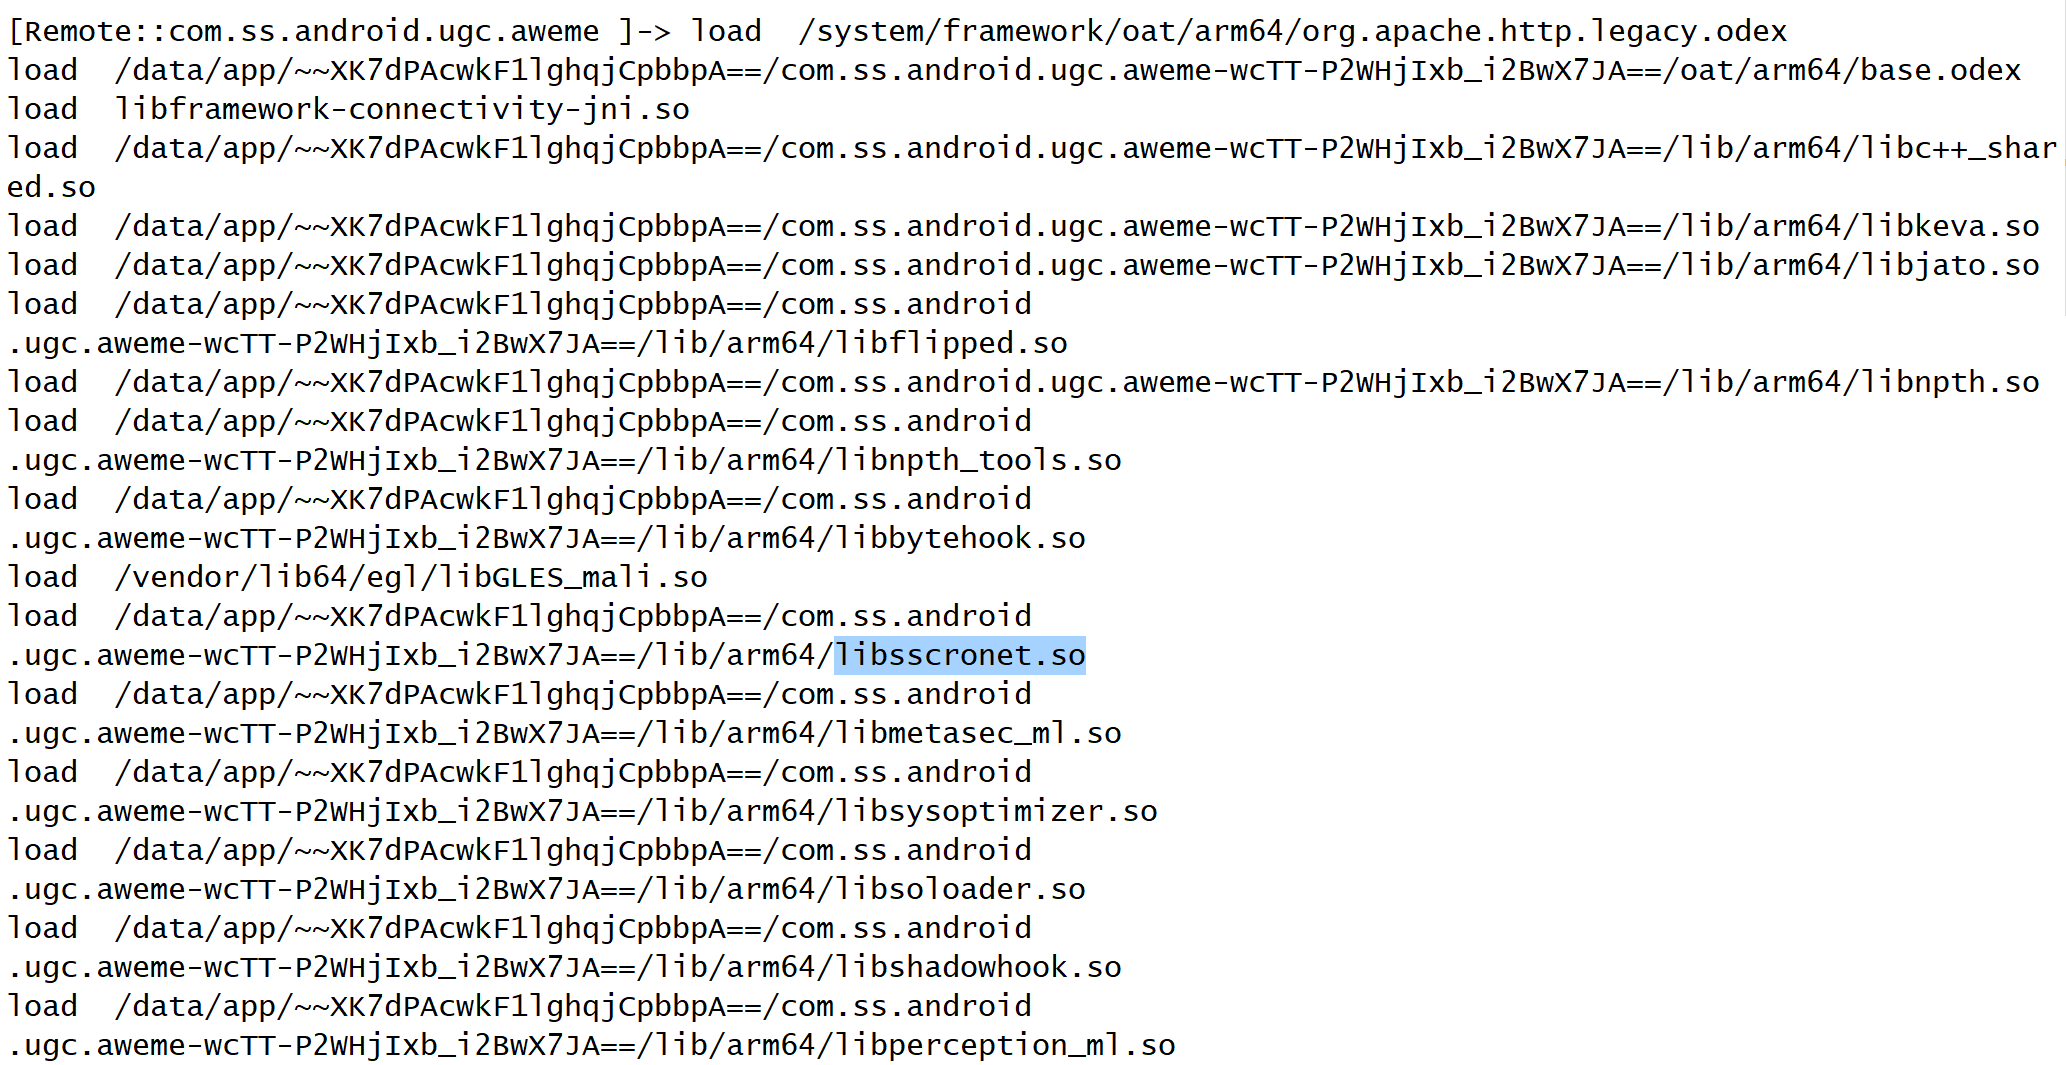 [Remote::com.ss.android.ugc.aweme ]-> load  /system/framework/oat/arm64/org.apache.http.legacy.odex
load  /data/app/~~XK7dPAcwkF1lghqjCpbbpA==/com.ss.android.ugc.aweme-wcTT-P2WHjIxb_i2BwX7JA==/oat/arm64/base.odex
load  libframework-connectivity-jni.so
load  /data/app/~~XK7dPAcwkF1lghqjCpbbpA==/com.ss.android.ugc.aweme-wcTT-P2WHjIxb_i2BwX7JA==/lib/arm64/libc++_shar
ed.so
load  /data/app/~~XK7dPAcwkF1lghqjCpbbpA==/com.ss.android.ugc.aweme-wcTT-P2WHjIxb_i2BwX7JA==/lib/arm64/libkeva.so
load  /data/app/~~XK7dPAcwkF1lghqjCpbbpA==/com.ss.android.ugc.aweme-wcTT-P2WHjIxb_i2BwX7JA==/lib/arm64/libjato.so
load  /data/app/~~XK7dPAcwkF1lghqjCpbbpA==/com.ss.android
.ugc.aweme-wcTT-P2WHjIxb_i2BwX7JA==/lib/arm64/libflipped.so
load  /data/app/~~XK7dPAcwkF1lghqjCpbbpA==/com.ss.android.ugc.aweme-wcTT-P2WHjIxb_i2BwX7JA==/lib/arm64/libnpth.so
load  /data/app/~~XK7dPAcwkF1lghqjCpbbpA==/com.ss.android
.ugc.aweme-wcTT-P2WHjIxb_i2BwX7JA==/lib/arm64/libnpth_tools.so
load  /data/app/~~XK7dPAcwkF1lghqjCpbbpA==/com.ss.android
.ugc.aweme-wcTT-P2WHjIxb_i2BwX7JA==/lib/arm64/libbytehook.so
load  /vendor/lib64/egl/libGLES_mali.so
load  /data/app/~~XK7dPAcwkF1lghqjCpbbpA==/com.ss.android
.ugc.aweme-wcTT-P2WHjIxb_i2BwX7JA==/lib/arm64/libsscronet.so
load  /data/app/~~XK7dPAcwkF1lghqjCpbbpA==/com.ss.android
.ugc.aweme-wcTT-P2WHjIxb_i2BwX7JA==/lib/arm64/libmetasec_ml.so
load  /data/app/~~XK7dPAcwkF1lghqjCpbbpA==/com.ss.android
.ugc.aweme-wcTT-P2WHjIxb_i2BwX7JA==/lib/arm64/libsysoptimizer.so
load  /data/app/~~XK7dPAcwkF1lghqjCpbbpA==/com.ss.android
.ugc.aweme-wcTT-P2WHjIxb_i2BwX7JA==/lib/arm64/libsoloader.so
load  /data/app/~~XK7dPAcwkF1lghqjCpbbpA==/com.ss.android
.ugc.aweme-wcTT-P2WHjIxb_i2BwX7JA==/lib/arm64/libshadowhook.so
load  /data/app/~~XK7dPAcwkF1lghqjCpbbpA==/com.ss.android
.ugc.aweme-wcTT-P2WHjIxb_i2BwX7JA==/lib/arm64/libperception_ml.so